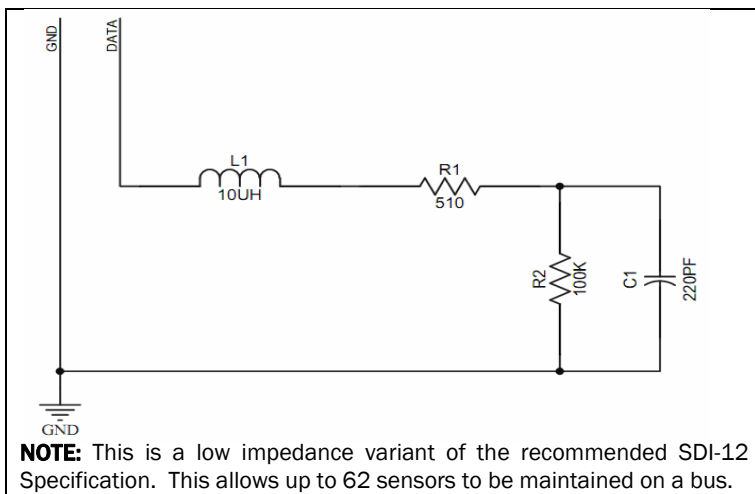 GND
DATA
L1
10UH
R1
510
R2
100K
C1
220PF
GND
NOTE: This is a low impedance variant of the recommended SDI-12
Specification. This allows up to 62 sensors to be maintained on a bus.